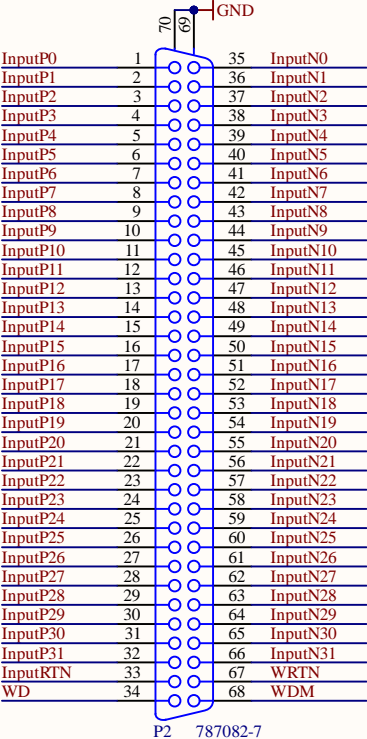 GND
70 69
InputP0 1 35 InputN0
InputP1 2 36 InputN1
InputP2 3 37 InputN2
InputP3 4 38 InputN3
InputP4 5 39 InputN4
InputP5 6 40 InputN5
InputP6 7 41 InputN6
InputP7 8 42 InputN7
InputP8 9 43 InputN8
InputP9 10 44 InputN9
InputP10 11 45 InputN10
InputP11 12 46 InputN11
InputP12 13 47 InputN12
InputP13 14 48 InputN13
InputP14 15 49 InputN14
InputP15 16 50 InputN15
InputP16 17 51 InputN16
InputP17 18 52 InputN17
InputP18 19 53 InputN18
InputP19 20 54 InputN19
InputP20 21 55 InputN20
InputP21 22 56 InputN21
InputP22 23 57 InputN22
InputP23 24 58 InputN23
InputP24 25 59 InputN24
InputP25 26 60 InputN25
InputP26 27 61 InputN26
InputP27 28 62 InputN27
InputP28 29 63 InputN28
InputP29 30 64 InputN29
InputP30 31 65 InputN30
InputP31 32 66 InputN31
InputRTN 33 67 WRTN
WD 34 68 WDM
P2 787082-7